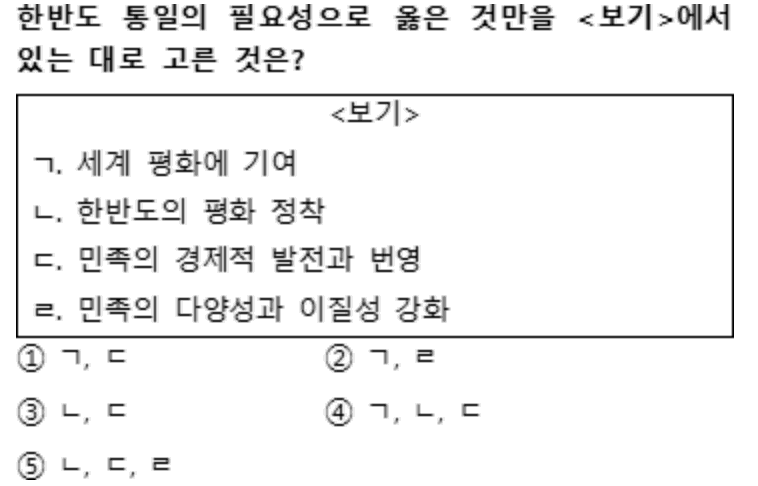 한반도 통일의 필요성으로 옳은 것만을 <보기>에서
있는 대로 고른 것은?
<보기>
ㄱ. 세계 평화에 기여
ㄴ. 한반도의 평화 정착
ㄷ. 민족의 경제적 발전과 번영
ㄹ. 민족의 다양성과 이질성 강화
① ㄱ, ㄷ ② ㄱ, ㄹ
③ ㄴ, ㄷ ④ ㄱ, ㄴ, ㄷ
⑤ ㄴ, ㄷ, ㄹ